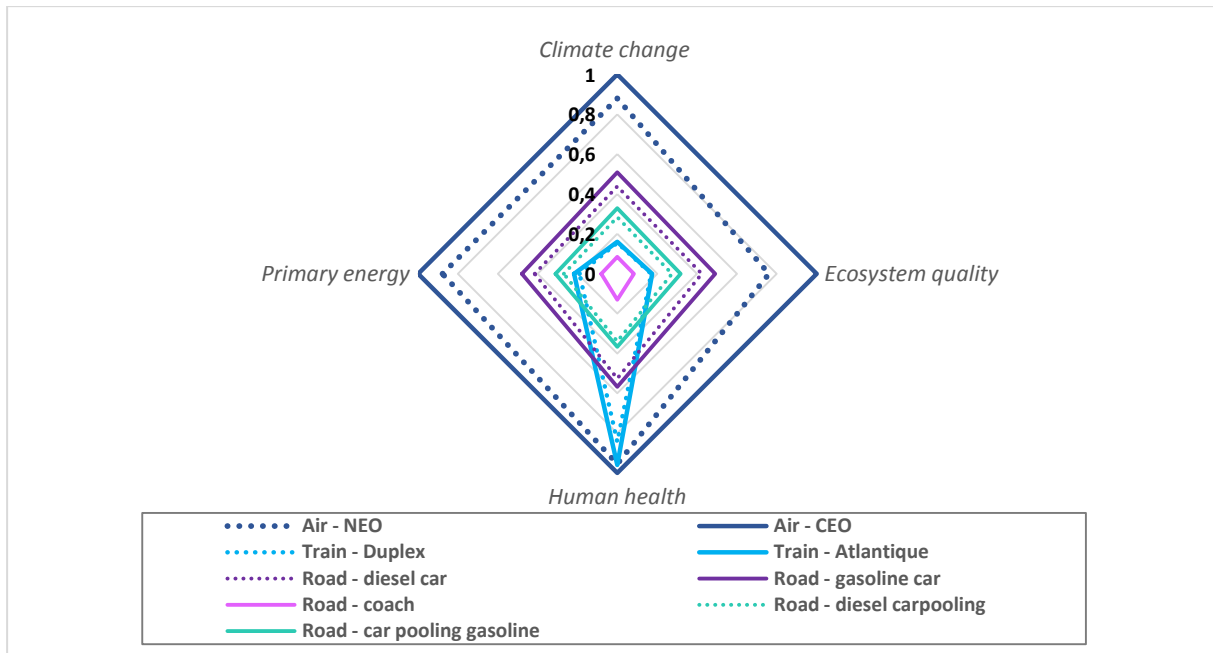 Climate change
1
0,8
0,6
0,4
0,2
Primary energy 0 Ecosystem quality
Human health
Air - NEO Air - CEO
Train - Duplex Train - Atlantique
Road - diesel car Road - gasoline car
Road - coach Road - diesel carpooling
Road - car pooling gasoline